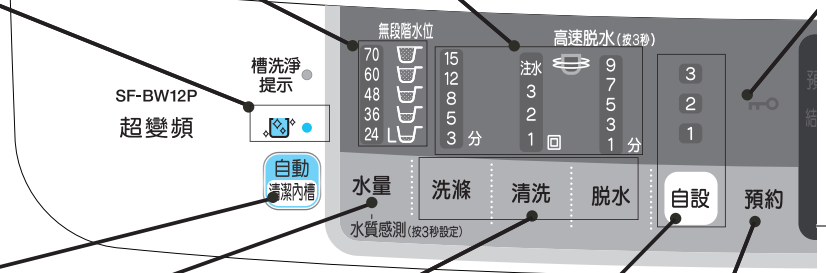 無段階水位
高速脱水(按3秒)
70
60
48
36
24 L
15
12
8
5
3 分
注水
3
2
1 回
9
7
5
3
1 分
3
2
1
槽洗淨
提示
SF-BW12P
超變頻
自動
清潔內槽
水量
水質感測(按3秒設定)
洗滌
清洗
脱水
自設
預約